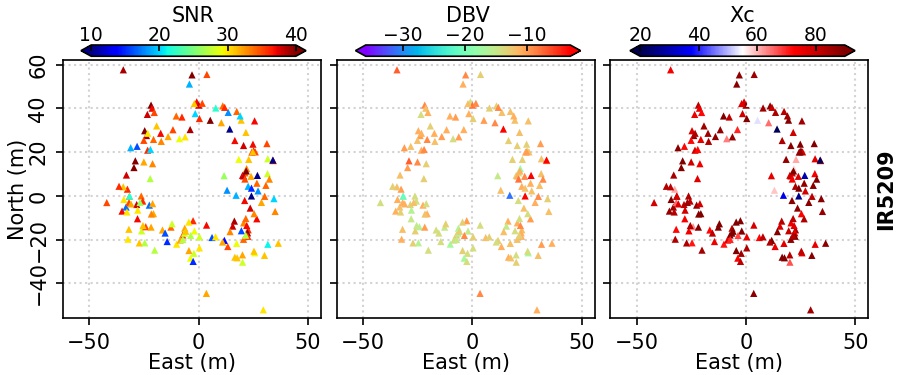 SNR DBV Xc
10 20 30 40 −30 −20 −10 20 40 60 80
60
40
20
0
−20
−40
North (m)
−50 0 50 −50 0 50 −50 0 50
East (m) East (m) East (m)
IR5209